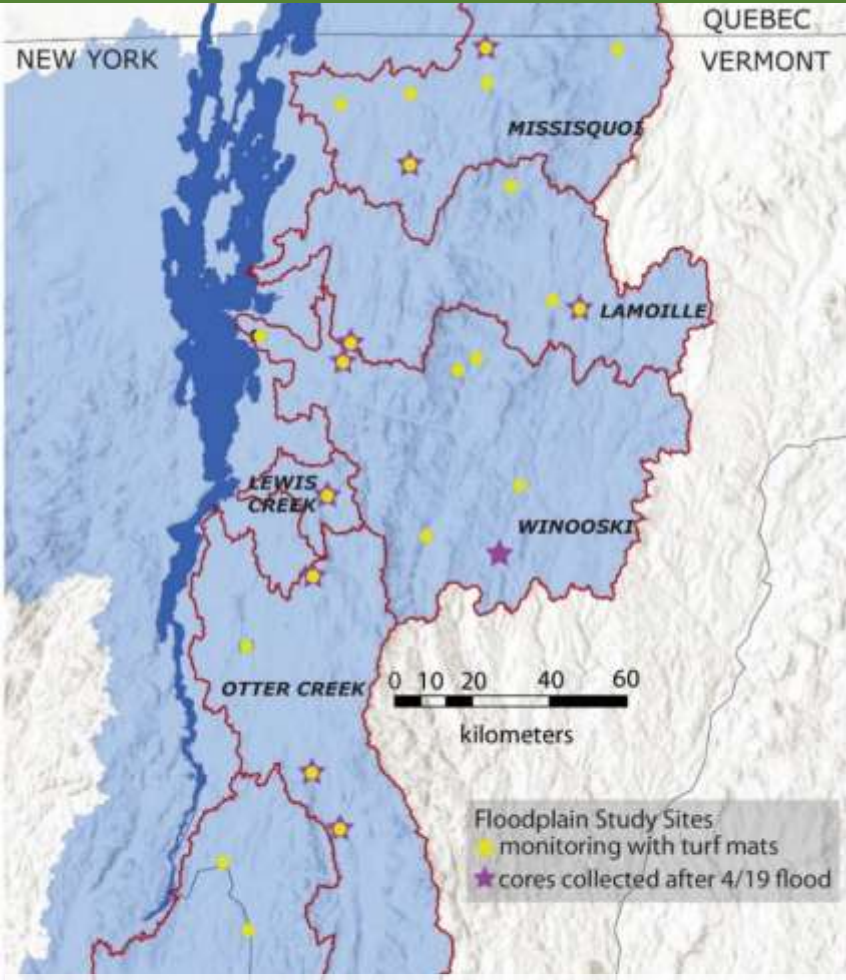 QUEBEC
NEW YORK
VERMONT
MISSISQUOI
LAMOILLE
LEWIS
CREEK
WINOOSKI
OTTER CREEK
0 10 20 40 60
kilometers
Floodplain Study Sites
monitoring with turf mats
cores collected after 4/19 flood